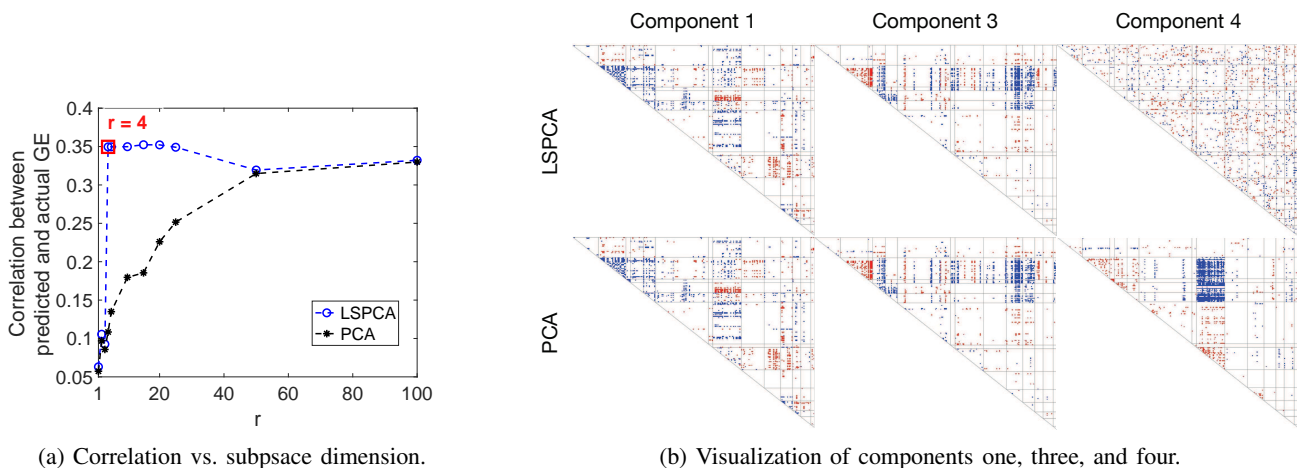 Component 1
Component 3
Component 4
Correlation between
predicted and actual GE
0.4
0.35
0.3
0.25
0.2
0.15
0.1
0.05
r = 4
LSPCA
PCA
1
20
40
60
80
100
r
LSPCA
PCA
(a) Correlation vs. subpsace dimension.
(b) Visualization of components one, three, and four.